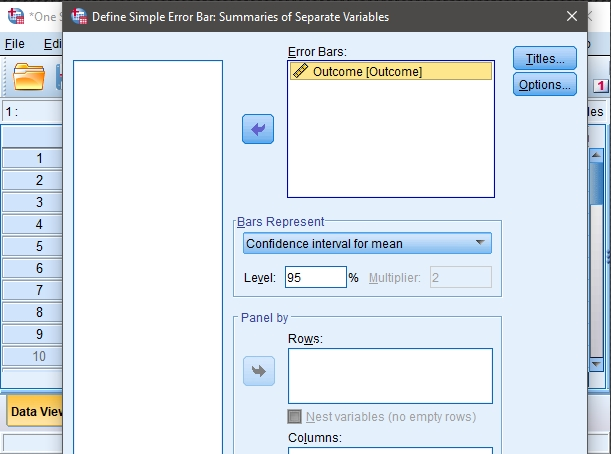 *One S
Define Simple Error Bar: Summaries of Separate Variables
File
Edi
1 :
les
1
2
3
4
5
6
7
8
9
10
Data View
Error Bars:
Outcome [Outcome]
Titles...
Options...
Bars Represent
Confidence interval for mean
Level: 95 % Multiplier: 2
Panel by
Rows:
Nest variables (no empty rows)
Columns:
1